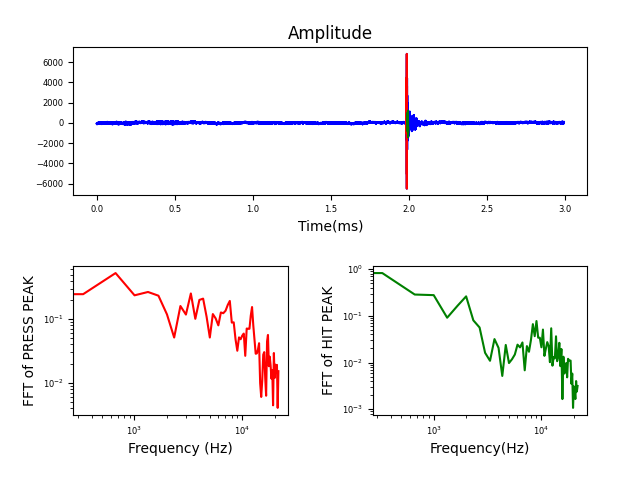 Amplitude
6000
4000
2000
0
−2000
−4000
−6000
0.0 0.5 1.0 1.5 2.0 2.5 3.0
Time(ms)
FFT of PRESS PEAK
10⁻¹
10⁻²
10³ 10⁴
Frequency (Hz)
FFT of HIT PEAK
10⁰
10⁻¹
10⁻²
10⁻³
10³ 10⁴
Frequency(Hz)